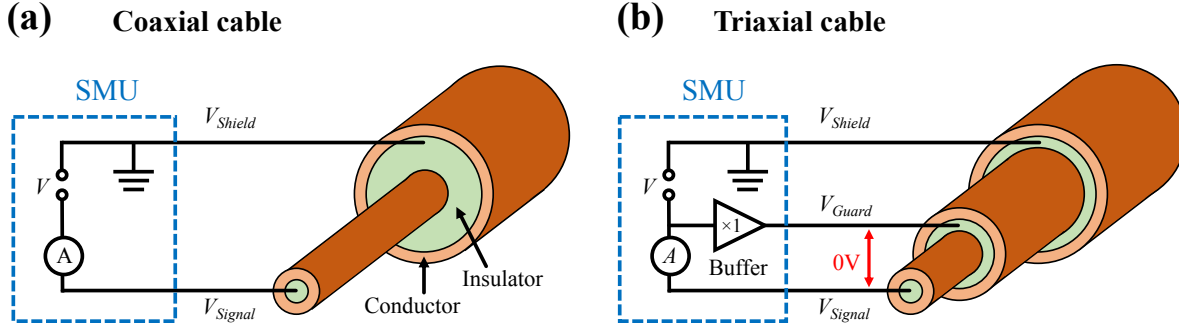 (a) Coaxial cable
SMU
V_Shield
V
A
V_Signal
Insulator
Conductor
(b) Triaxial cable
SMU
V_Shield
V
×1
V_Guard
A
Buffer
0V
V_Signal